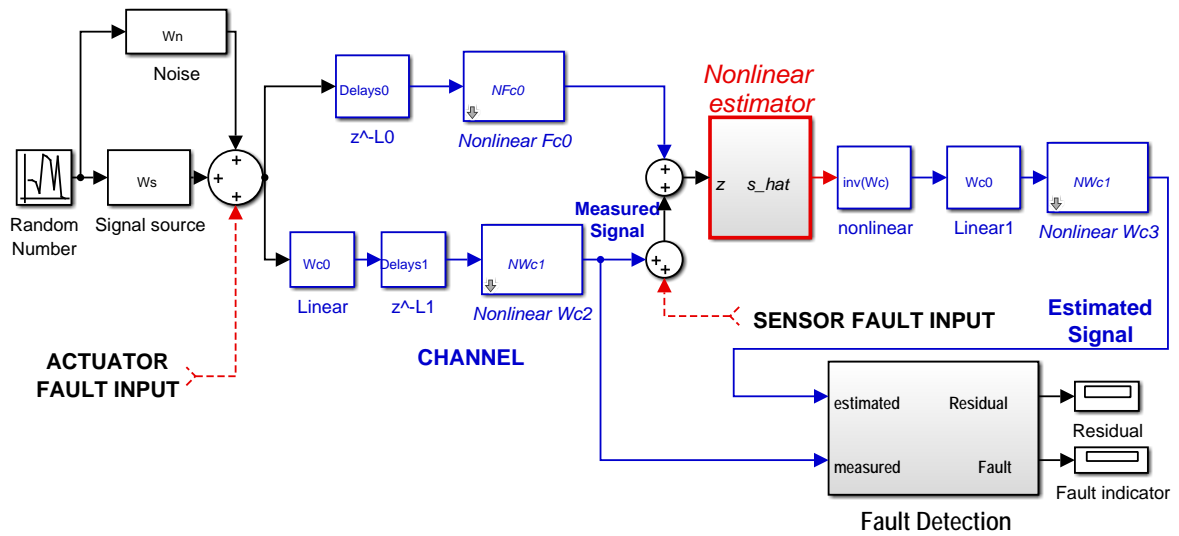 Wn
Noise
Random
Number
Ws
Signal source
+
+
+
ACTUATOR
FAULT INPUT
Delays0
z^-L0
NFc0
Nonlinear Fc0
Wc0
Linear
Delays1
z^-L1
NWc1
Nonlinear Wc2
CHANNEL
Measured
Signal
+
+
+
+
SENSOR FAULT INPUT
Nonlinear
estimator
z
s_hat
inv(Wc)
nonlinear
Wc0
Linear1
NWc1
Nonlinear Wc3
Estimated
Signal
estimated
Residual
measured
Fault
Fault Detection
Residual
Fault indicator